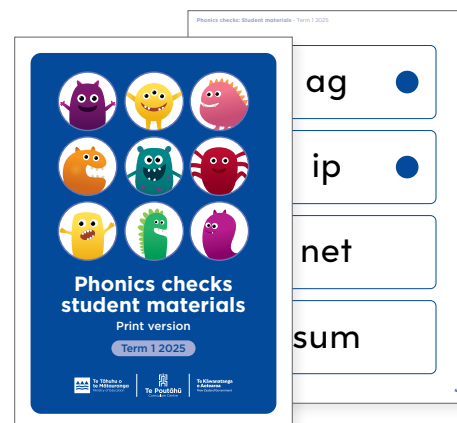 Phonics checks: Student materials - Term 1 2025
ag
ip
net
sum
Phonics checks
student materials
Print version
Term 1 2025
Te Tāhuhu o
te Mātauranga
Ministry of Education
Te Poutāhū
Curriculum Centre
Te Kāwanatanga
o Aotearoa
New Zealand Government